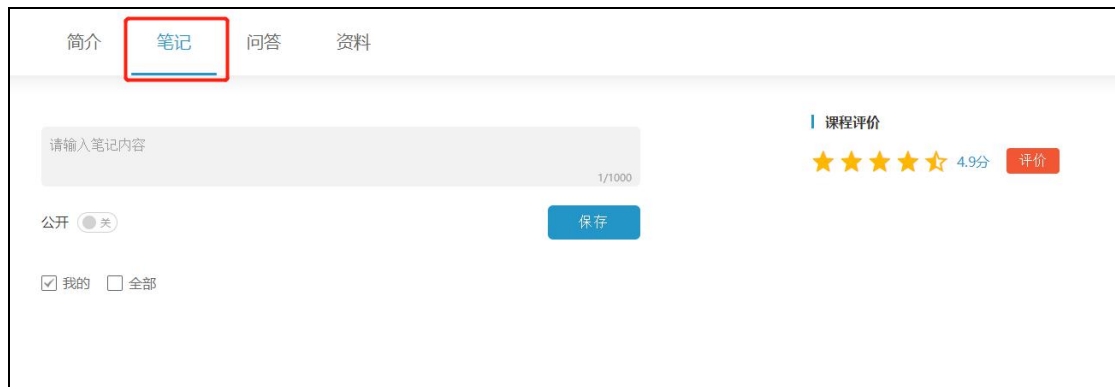 简介 笔记 问答 资料
请输入笔记内容
1/1000
公开 关
保存
我的 全部
课程评价
4.9分 评价